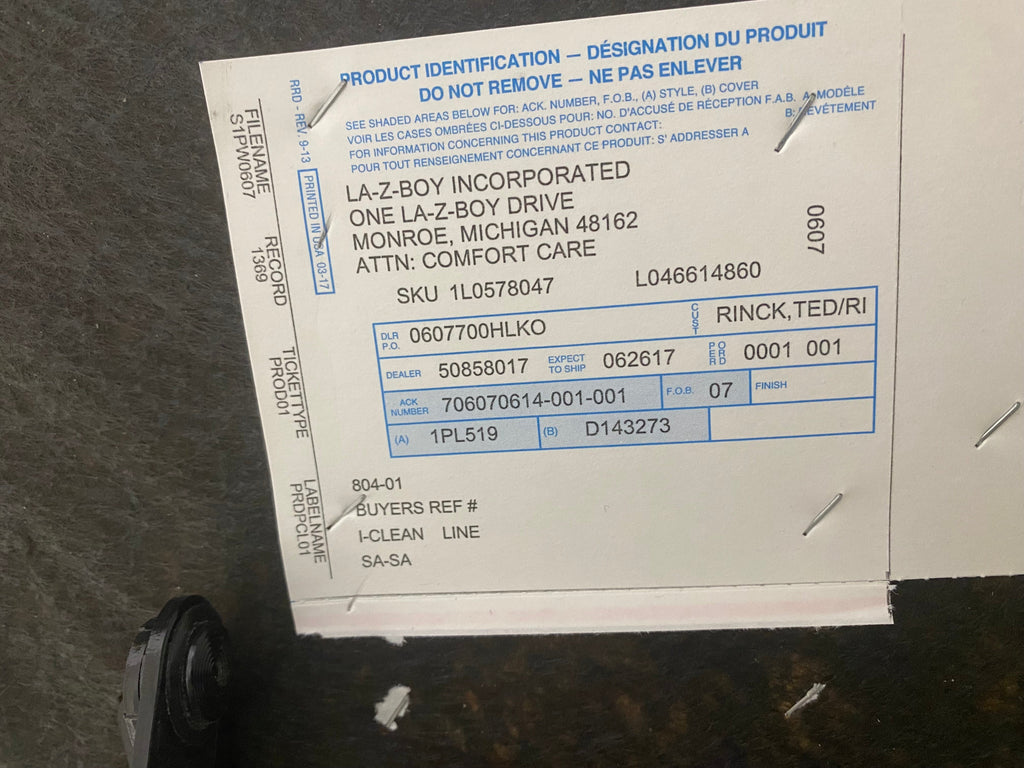 PRODUCT IDENTIFICATION — DÉSIGNATION DU PRODUIT
DO NOT REMOVE — NE PAS ENLEVER
SEE SHADED AREAS BELOW FOR: ACK. NUMBER, F.O.B., (A) STYLE, (B) COVER
VOIR LES CASES OMBRÉES CI-DESSOUS POUR: NO. D'ACCUSÉ DE RÉCEPTION F.A.B. A: MODÈLE
B: REVÊTEMENT
FOR INFORMATION CONCERNING THIS PRODUCT CONTACT:
POUR TOUT RENSEIGNEMENT CONCERNANT CE PRODUIT: S' ADDRESSER A
LA-Z-BOY INCORPORATED
ONE LA-Z-BOY DRIVE
MONROE, MICHIGAN 48162
ATTN: COMFORT CARE
0607
SKU 1L0578047 L046614860
DLR P.O. 0607700HLKO CUST RINCK,TED/RI
DEALER 50858017 EXPECT TO SHIP 062617 PO ERD 0001 001
ACK NUMBER 706070614-001-001 F.O.B. 07 FINISH
(A) 1PL519 (B) D143273
804-01
BUYERS REF #
I-CLEAN LINE
SA-SA
RRD - REV. 9-13 PRINTED IN USA 03-17
FILENAME RECORD TICKETTYPE LABELNAME
S1PW0607 1369 PROD01 PRDPCL01